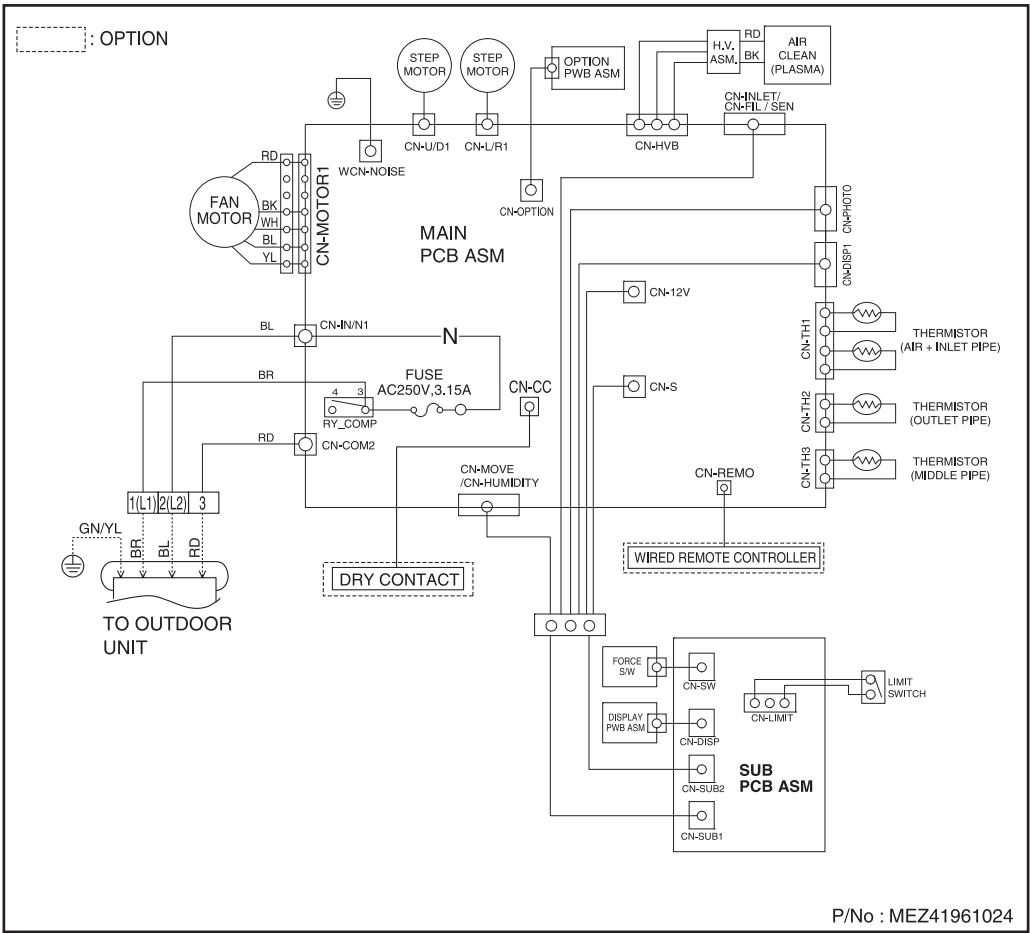 : OPTION
STEP
MOTOR
STEP
MOTOR
OPTION
PWB ASM
H.V.
ASM.
RD
BK
AIR
CLEAN
(PLASMA)
CN-INLET/
CN-FIL / SEN
CN-U/D1
CN-L/R1
CN-HVB
WCN-NOISE
CN-OPTION
RD
BK
WH
BL
YL
FAN
MOTOR
CN-MOTOR1
MAIN
PCB ASM
CN-PHOTO
CN-DISP1
CN-12V
CN-S
CN-TH1
THERMISTOR
(AIR + INLET PIPE)
CN-TH2
THERMISTOR
(OUTLET PIPE)
CN-TH3
THERMISTOR
(MIDDLE PIPE)
BL
CN-IN/N1
N
BR
FUSE
AC250V,3.15A
4 3
RY_COMP
CN-CC
RD
CN-COM2
CN-MOVE
/CN-HUMIDITY
CN-REMO
1(L1) 2(L2) 3
GN/YL
BR
BL
RD
TO OUTDOOR
UNIT
DRY CONTACT
WIRED REMOTE CONTROLLER
FORCE
S/W
CN-SW
DISPLAY
PWB ASM
CN-DISP
CN-LIMIT
LIMIT
SWITCH
CN-SUB2
SUB
PCB ASM
CN-SUB1
P/No : MEZ41961024